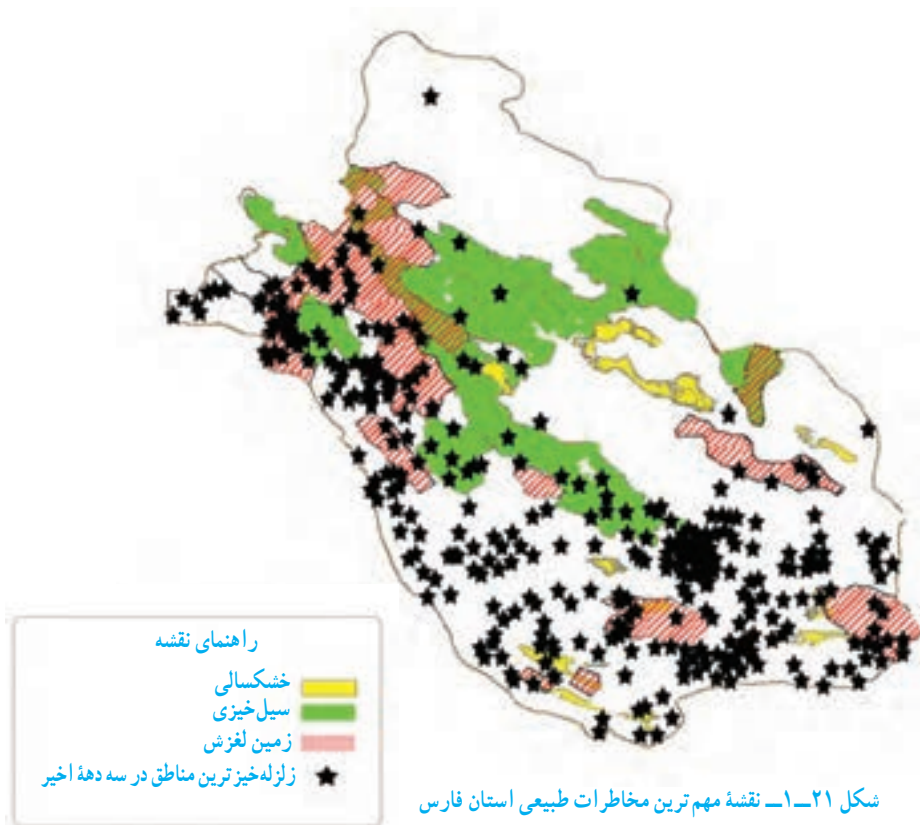 راهنمای نقشه
خشکسالی
سیل‌خیزی
زمین لغزش
زلزله‌خیزترین مناطق در سه دههٔ اخیر
شکل ۲۱ــ۱ــ نقشهٔ مهم‌ترین مخاطرات طبیعی استان فارس